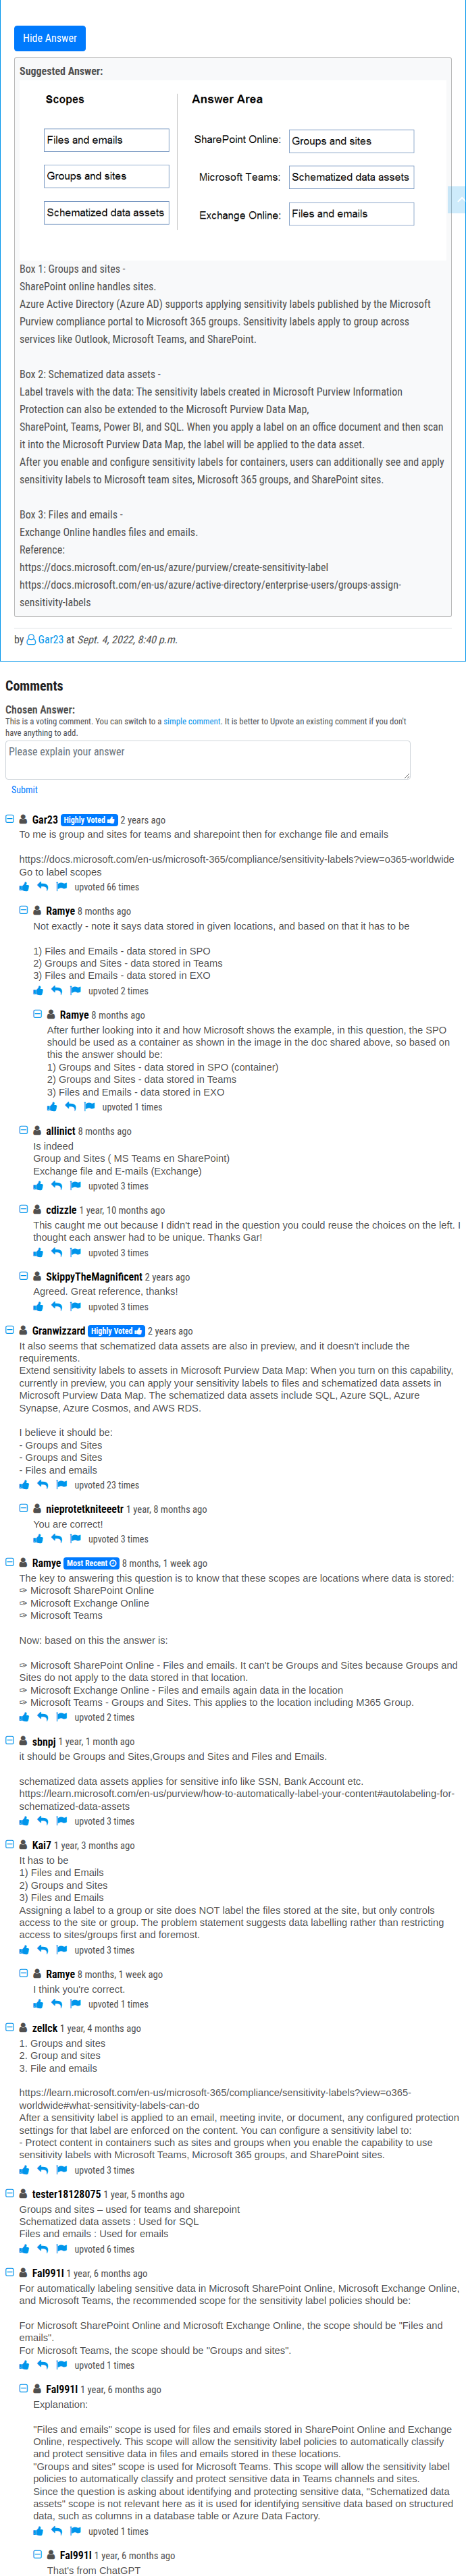 Hide Answer
Suggested Answer:
Scopes
Answer Area
Files and emails
SharePoint Online:
Groups and sites
Groups and sites
Microsoft Teams:
Schematized data assets
Schematized data assets
Exchange Online:
Files and emails
Box 1: Groups and sites -
SharePoint online handles sites.
Azure Active Directory (Azure AD) supports applying sensitivity labels published by the Microsoft
Purview compliance portal to Microsoft 365 groups. Sensitivity labels apply to group across
services like Outlook, Microsoft Teams, and SharePoint.
Box 2: Schematized data assets -
Label travels with the data: The sensitivity labels created in Microsoft Purview Information
Protection can also be extended to the Microsoft Purview Data Map,
SharePoint, Teams, Power BI, and SQL. When you apply a label on an office document and then scan
it into the Microsoft Purview Data Map, the label will be applied to the data asset.
After you enable and configure sensitivity labels for containers, users can additionally see and apply
sensitivity labels to Microsoft team sites, Microsoft 365 groups, and SharePoint sites.
Box 3: Files and emails -
Exchange Online handles files and emails.
Reference:
https://docs.microsoft.com/en-us/azure/purview/create-sensitivity-label
https://docs.microsoft.com/en-us/azure/active-directory/enterprise-users/groups-assign-
sensitivity-labels
by Gar23 at Sept. 4, 2022, 8:40 p.m.
Comments
Chosen Answer:
This is a voting comment. You can switch to a simple comment. It is better to Upvote an existing comment if you don't
have anything to add.
Please explain your answer
Submit
Gar23 Highly Voted 2 years ago
To me is group and sites for teams and sharepoint then for exchange file and emails
https://docs.microsoft.com/en-us/microsoft-365/compliance/sensitivity-labels?view=o365-worldwide
Go to label scopes
upvoted 66 times
Ramye 8 months ago
Not exactly - note it says data stored in given locations, and based on that it has to be
1) Files and Emails - data stored in SPO
2) Groups and Sites - data stored in Teams
3) Files and Emails - data stored in EXO
upvoted 2 times
Ramye 8 months ago
After further looking into it and how Microsoft shows the example, in this question, the SPO
should be used as a container as shown in the image in the doc shared above, so based on
this the answer should be:
1) Groups and Sites - data stored in SPO (container)
2) Groups and Sites - data stored in Teams
3) Files and Emails - data stored in EXO
upvoted 1 times
allinict 8 months ago
Is indeed
Group and Sites ( MS Teams en SharePoint)
Exchange file and E-mails (Exchange)
upvoted 3 times
cdizzle 1 year, 10 months ago
This caught me out because I didn't read in the question you could reuse the choices on the left. I
thought each answer had to be unique. Thanks Gar!
upvoted 3 times
SkippyTheMagnificent 2 years ago
Agreed. Great reference, thanks!
upvoted 3 times
Granwizzard Highly Voted 2 years ago
It also seems that schematized data assets are also in preview, and it doesn't include the
requirements.
Extend sensitivity labels to assets in Microsoft Purview Data Map: When you turn on this capability,
currently in preview, you can apply your sensitivity labels to files and schematized data assets in
Microsoft Purview Data Map. The schematized data assets include SQL, Azure SQL, Azure
Synapse, Azure Cosmos, and AWS RDS.
I believe it should be:
- Groups and Sites
- Groups and Sites
- Files and emails
upvoted 23 times
nieprotetkniteeetr 1 year, 8 months ago
You are correct!
upvoted 3 times
Ramye Most Recent 8 months, 1 week ago
The key to answering this question is to know that these scopes are locations where data is stored:
✑ Microsoft SharePoint Online
✑ Microsoft Exchange Online
✑ Microsoft Teams
Now: based on this the answer is:
✑ Microsoft SharePoint Online - Files and emails. It can't be Groups and Sites because Groups and
Sites do not apply to the data stored in that location.
✑ Microsoft Exchange Online - Files and emails again data in the location
✑ Microsoft Teams - Groups and Sites. This applies to the location including M365 Group.
upvoted 2 times
sbnpj 1 year, 1 month ago
it should be Groups and Sites,Groups and Sites and Files and Emails.
schematized data assets applies for sensitive info like SSN, Bank Account etc.
https://learn.microsoft.com/en-us/purview/how-to-automatically-label-your-content#autolabeling-for-
schematized-data-assets
upvoted 3 times
Kai7 1 year, 3 months ago
It has to be
1) Files and Emails
2) Groups and Sites
3) Files and Emails
Assigning a label to a group or site does NOT label the files stored at the site, but only controls
access to the site or group. The problem statement suggests data labelling rather than restricting
access to sites/groups first and foremost.
upvoted 3 times
Ramye 8 months, 1 week ago
I think you're correct.
upvoted 1 times
zellck 1 year, 4 months ago
1. Groups and sites
2. Group and sites
3. File and emails
https://learn.microsoft.com/en-us/microsoft-365/compliance/sensitivity-labels?view=o365-
worldwide#what-sensitivity-labels-can-do
After a sensitivity label is applied to an email, meeting invite, or document, any configured protection
settings for that label are enforced on the content. You can configure a sensitivity label to:
- Protect content in containers such as sites and groups when you enable the capability to use
sensitivity labels with Microsoft Teams, Microsoft 365 groups, and SharePoint sites.
upvoted 3 times
tester18128075 1 year, 5 months ago
Groups and sites – used for teams and sharepoint
Schematized data assets : Used for SQL
Files and emails : Used for emails
upvoted 6 times
Fal991l 1 year, 6 months ago
For automatically labeling sensitive data in Microsoft SharePoint Online, Microsoft Exchange Online,
and Microsoft Teams, the recommended scope for the sensitivity label policies should be:
For Microsoft SharePoint Online and Microsoft Exchange Online, the scope should be "Files and
emails".
For Microsoft Teams, the scope should be "Groups and sites".
upvoted 1 times
Fal991l 1 year, 6 months ago
Explanation:
"Files and emails" scope is used for files and emails stored in SharePoint Online and Exchange
Online, respectively. This scope will allow the sensitivity label policies to automatically classify
and protect sensitive data in files and emails stored in these locations.
"Groups and sites" scope is used for Microsoft Teams. This scope will allow the sensitivity label
policies to automatically classify and protect sensitive data in Teams channels and sites.
Since the question is asking about identifying and protecting sensitive data, "Schematized data
assets" scope is not relevant here as it is used for identifying sensitive data based on structured
data, such as columns in a database table or Azure Data Factory.
upvoted 1 times
Fal991l 1 year, 6 months ago
That's from ChatGPT